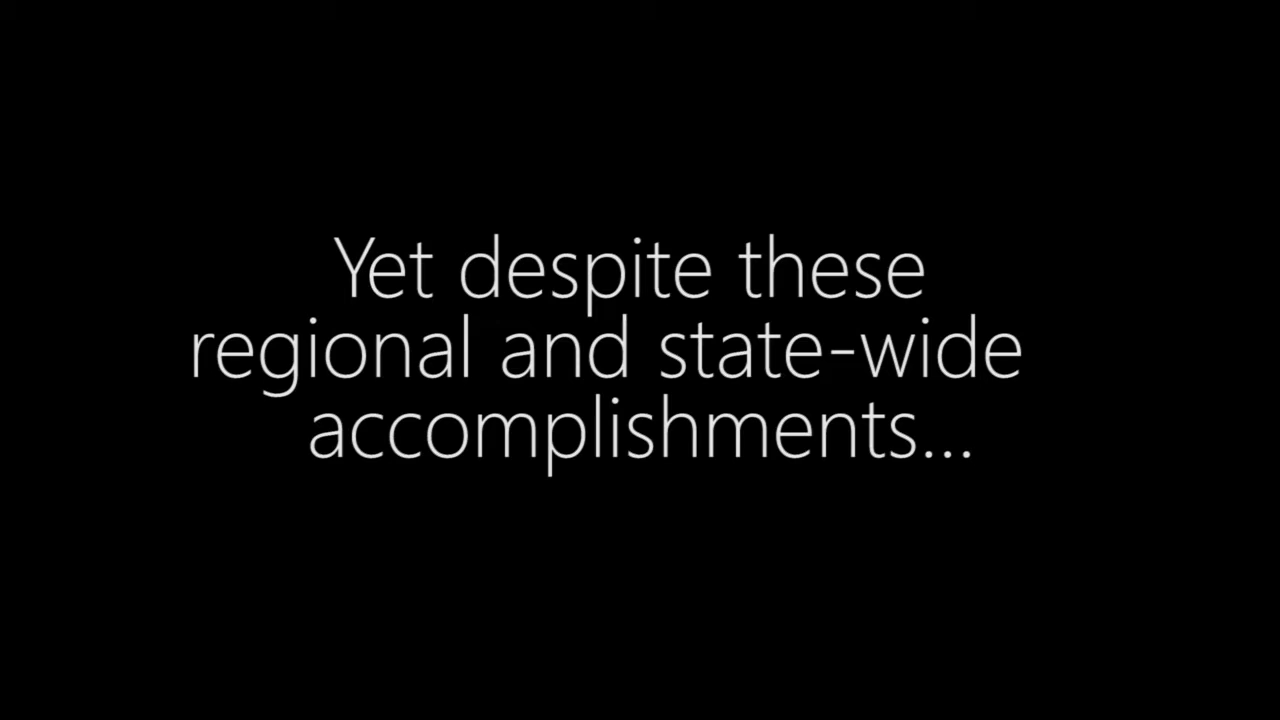 Yet despite these
regional and state-wide
accomplishments...